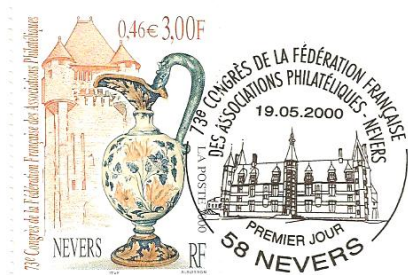 0,46€ 3,00F
73e Congrès de la Fédération Française des Associations Philatéliques
NEVERS
RF
LA POSTE 2000
73e CONGRÈS DE LA FÉDÉRATION FRANÇAISE
DES ASSOCIATIONS PHILATÉLIQUES - NEVERS
19.05.2000
PREMIER JOUR
58 NEVERS